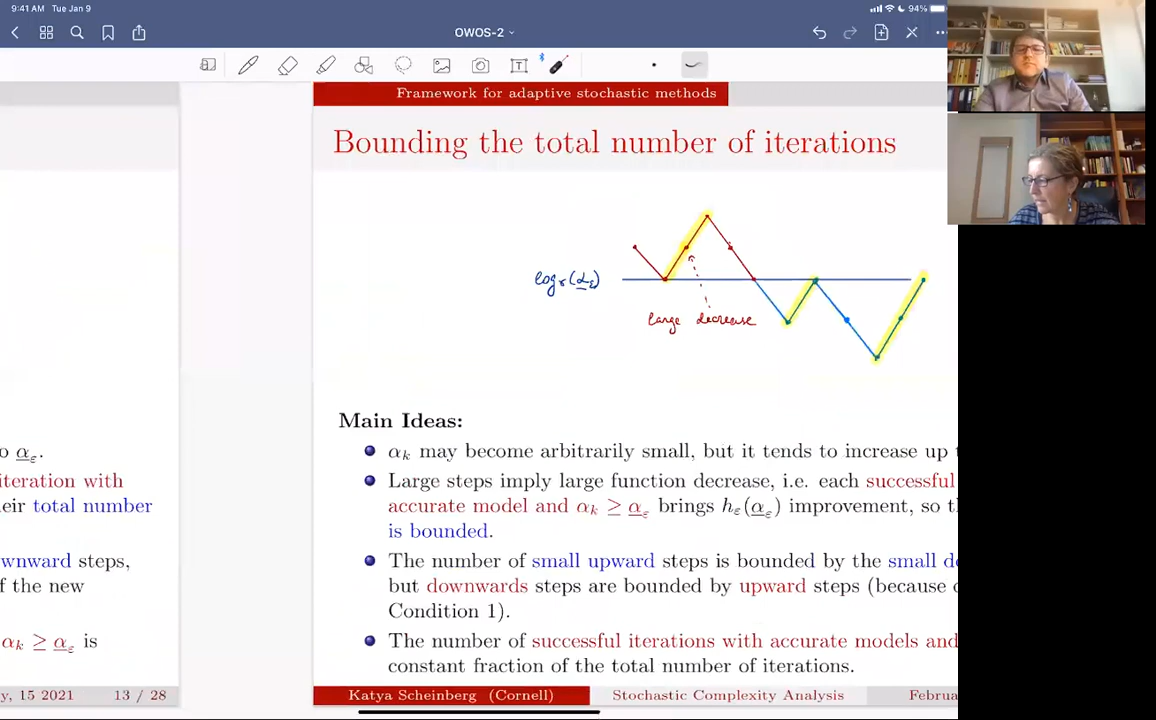 9:41 AM Tue Jan 9
94%
OWOS-2
Framework for adaptive stochastic methods
Bounding the total number of iterations
log_r(α_ε)
large decrease
Main Ideas:
α_k may become arbitrarily small, but it tends to increase up
Large steps imply large function decrease, i.e. each successful
accurate model and α_k ≥ α_ε brings h_ε(α_ε) improvement, so
is bounded.
The number of small upward steps is bounded by the small
but downwards steps are bounded by upward steps (because
Condition 1).
The number of successful iterations with accurate models and
constant fraction of the total number of iterations.
Katya Scheinberg (Cornell) Stochastic Complexity Analysis
α_ε.
iteration with
total number
steps,
f the new
α_k ≥ α_ε is
15 2021 13 / 28